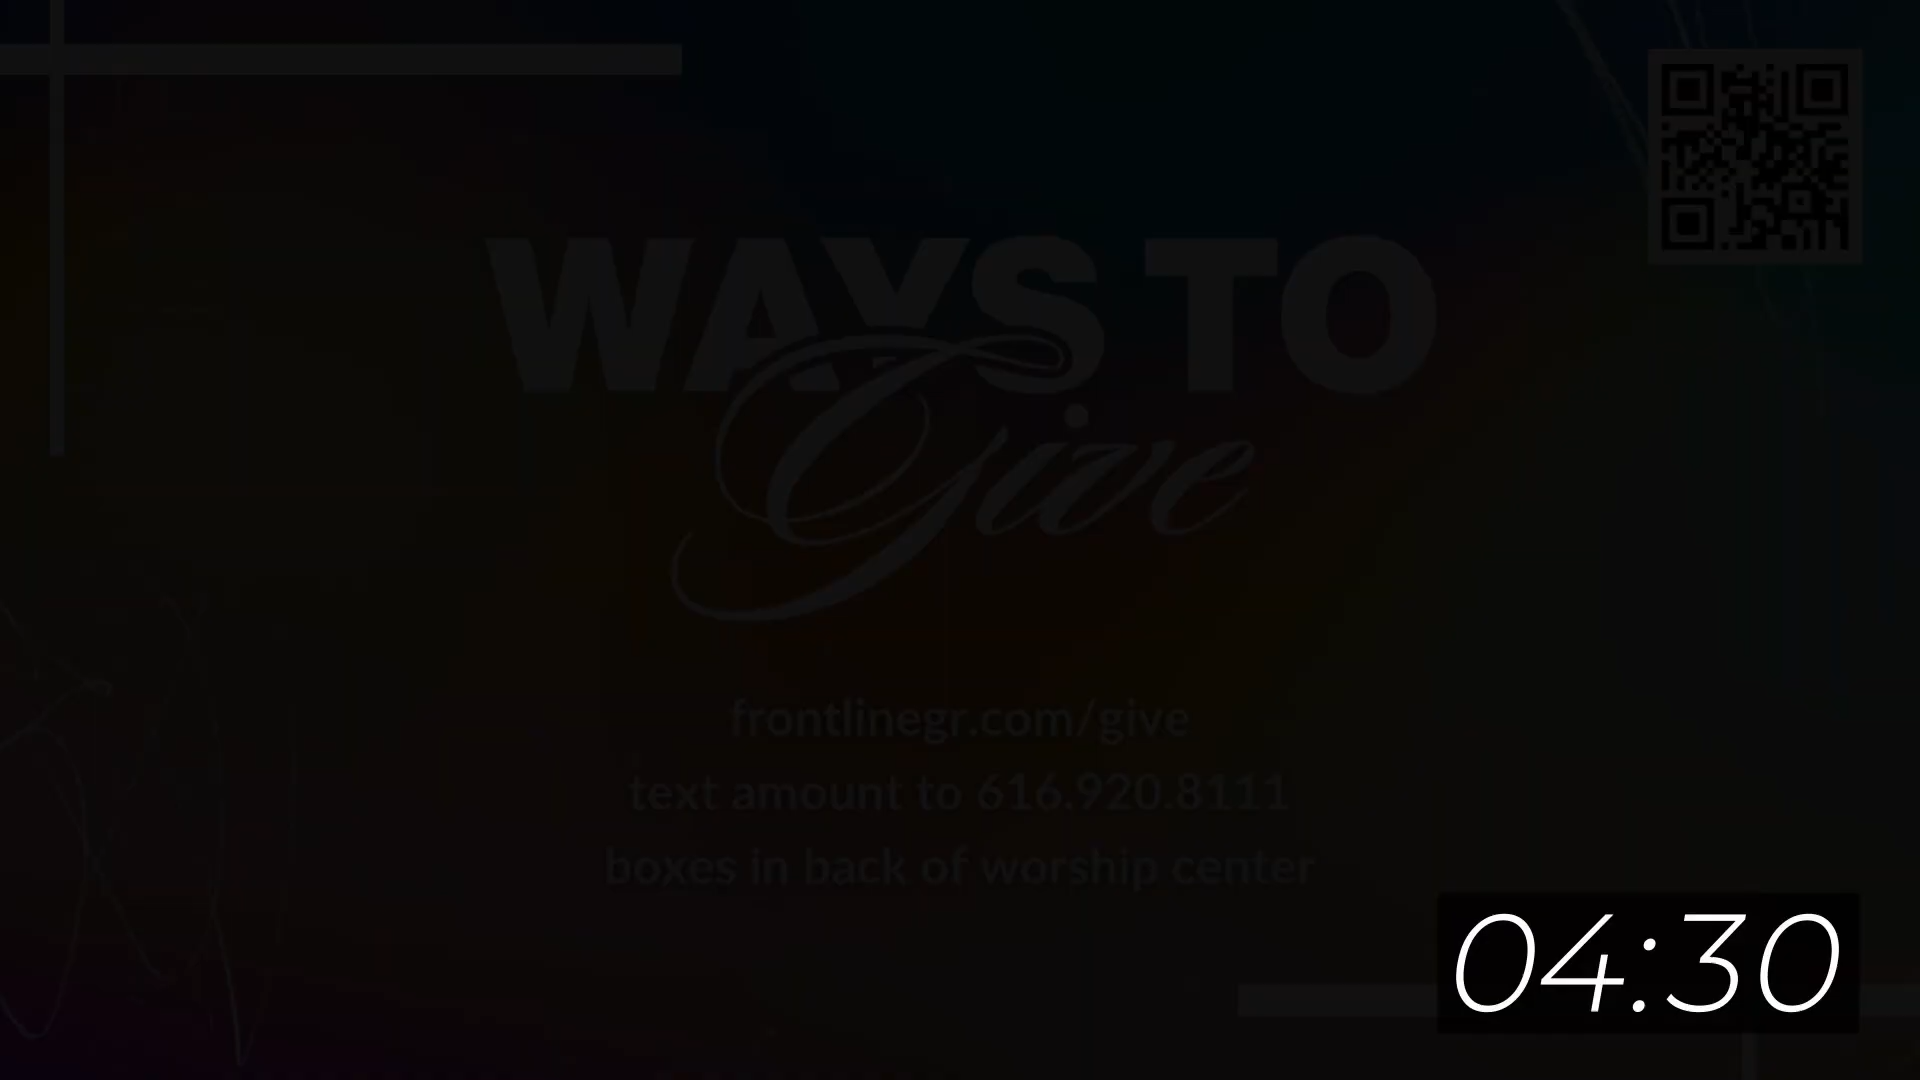 WAYS TO
Give
frontlinegr.com/give
text amount to 616.920.8111
boxes in back of worship center
04:30